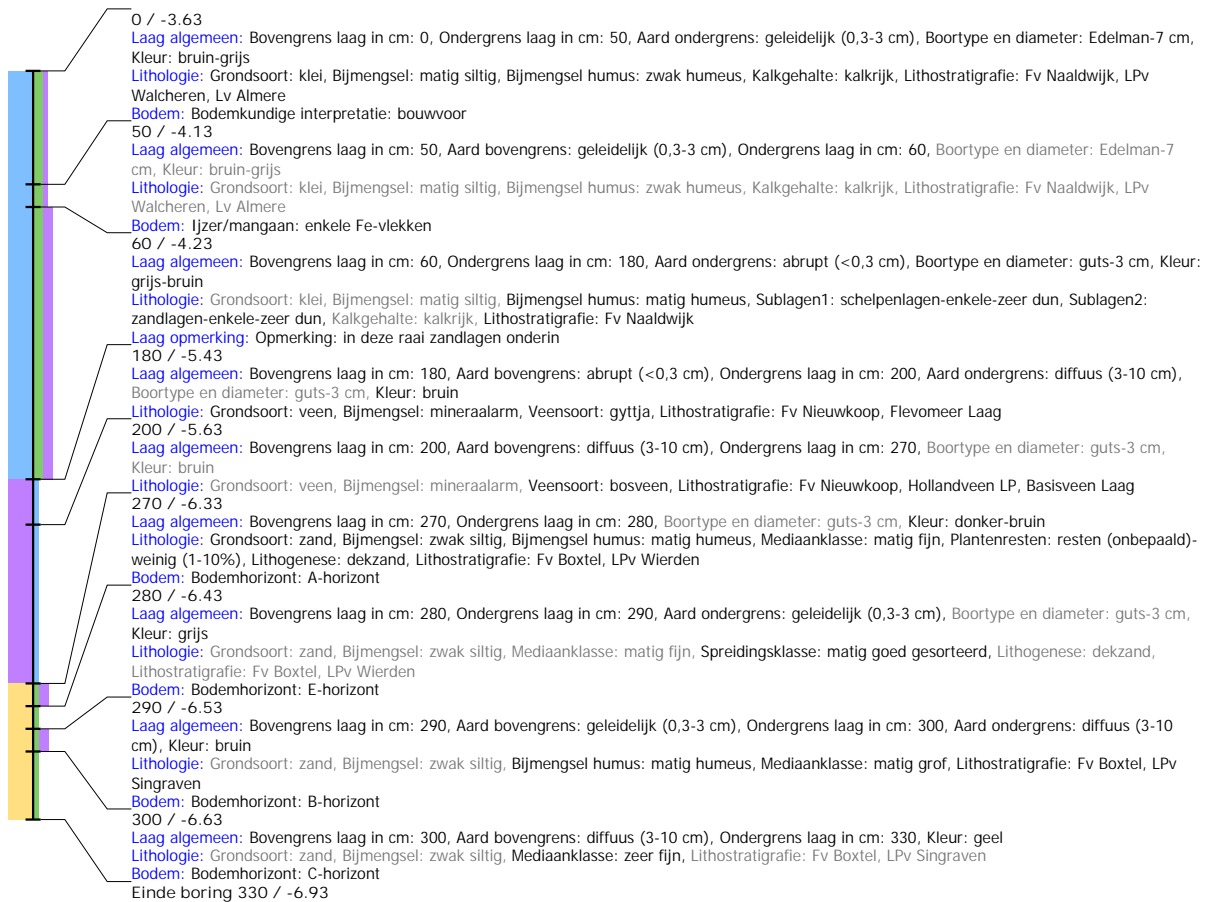 0 / -3.63
Laag algemeen: Bovengrens laag in cm: 0, Ondergrens laag in cm: 50, Aard ondergrens: geleidelijk (0,3-3 cm), Boortype en diameter: Edelman-7 cm,
Kleur: bruin-grijs
Lithologie: Grondsoort: klei, Bijmengsel: matig siltig, Bijmengsel humus: zwak humeus, Kalkgehalte: kalkrijk, Lithostratigrafie: Fv Naaldwijk, LPv
Walcheren, Lv Almere
Bodem: Bodemkundige interpretatie: bouwvoor
50 / -4.13
Laag algemeen: Bovengrens laag in cm: 50, Aard bovengrens: geleidelijk (0,3-3 cm), Ondergrens laag in cm: 60, Boortype en diameter: Edelman-7
cm, Kleur: bruin-grijs
Lithologie: Grondsoort: klei, Bijmengsel: matig siltig, Bijmengsel humus: zwak humeus, Kalkgehalte: kalkrijk, Lithostratigrafie: Fv Naaldwijk, LPv
Walcheren, Lv Almere
Bodem: Ijzer/mangaan: enkele Fe-vlekken
60 / -4.23
Laag algemeen: Bovengrens laag in cm: 60, Ondergrens laag in cm: 180, Aard ondergrens: abrupt (<0,3 cm), Boortype en diameter: guts-3 cm, Kleur:
grijs-bruin
Lithologie: Grondsoort: klei, Bijmengsel: matig siltig, Bijmengsel humus: matig humeus, Sublagen1: schelpenlagen-enkele-zeer dun, Sublagen2:
zandlagen-enkele-zeer dun, Kalkgehalte: kalkrijk, Lithostratigrafie: Fv Naaldwijk
Laag opmerking: Opmerking: in deze raai zandlagen onderin
180 / -5.43
Laag algemeen: Bovengrens laag in cm: 180, Aard bovengrens: abrupt (<0,3 cm), Ondergrens laag in cm: 200, Aard ondergrens: diffuus (3-10 cm),
Boortype en diameter: guts-3 cm, Kleur: bruin
Lithologie: Grondsoort: veen, Bijmengsel: mineraalarm, Veensoort: gyttja, Lithostratigrafie: Fv Nieuwkoop, Flevomeer Laag
200 / -5.63
Laag algemeen: Bovengrens laag in cm: 200, Aard bovengrens: diffuus (3-10 cm), Ondergrens laag in cm: 270, Boortype en diameter: guts-3 cm,
Kleur: bruin
Lithologie: Grondsoort: veen, Bijmengsel: mineraalarm, Veensoort: bosveen, Lithostratigrafie: Fv Nieuwkoop, Hollandveen LP, Basisveen Laag
270 / -6.33
Laag algemeen: Bovengrens laag in cm: 270, Ondergrens laag in cm: 280, Boortype en diameter: guts-3 cm, Kleur: donker-bruin
Lithologie: Grondsoort: zand, Bijmengsel: zwak siltig, Bijmengsel humus: matig humeus, Mediaanklasse: matig fijn, Plantenresten: resten (onbepaald)-
weinig (1-10%), Lithogenese: dekzand, Lithostratigrafie: Fv Boxtel, LPv Wierden
Bodem: Bodemhorizont: A-horizont
280 / -6.43
Laag algemeen: Bovengrens laag in cm: 280, Ondergrens laag in cm: 290, Aard ondergrens: geleidelijk (0,3-3 cm), Boortype en diameter: guts-3 cm,
Kleur: grijs
Lithologie: Grondsoort: zand, Bijmengsel: zwak siltig, Mediaanklasse: matig fijn, Spreidingsklasse: matig goed gesorteerd, Lithogenese: dekzand,
Lithostratigrafie: Fv Boxtel, LPv Wierden
Bodem: Bodemhorizont: E-horizont
290 / -6.53
Laag algemeen: Bovengrens laag in cm: 290, Aard bovengrens: geleidelijk (0,3-3 cm), Ondergrens laag in cm: 300, Aard ondergrens: diffuus (3-10
cm), Kleur: bruin
Lithologie: Grondsoort: zand, Bijmengsel: zwak siltig, Bijmengsel humus: matig humeus, Mediaanklasse: matig grof, Lithostratigrafie: Fv Boxtel, LPv
Singraven
Bodem: Bodemhorizont: B-horizont
300 / -6.63
Laag algemeen: Bovengrens laag in cm: 300, Aard bovengrens: diffuus (3-10 cm), Ondergrens laag in cm: 330, Kleur: geel
Lithologie: Grondsoort: zand, Bijmengsel: zwak siltig, Mediaanklasse: zeer fijn, Lithostratigrafie: Fv Boxtel, LPv Singraven
Bodem: Bodemhorizont: C-horizont
Einde boring 330 / -6.93